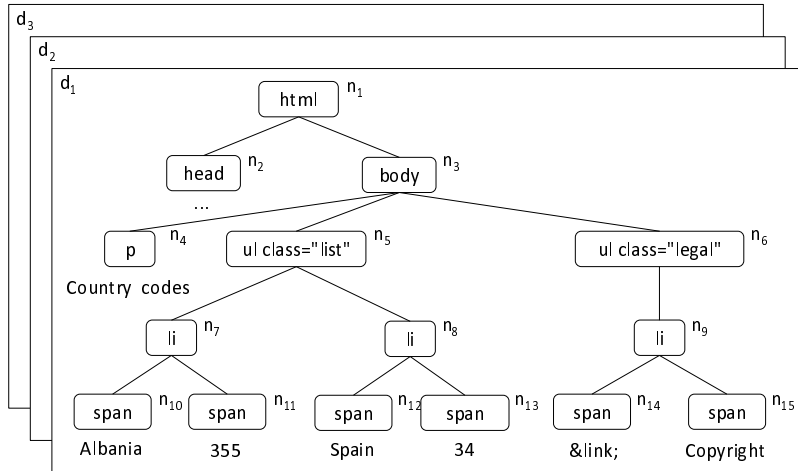 d3
d2
d1
html n1
head n2 body n3
...
p n4 ul class="list" n5 ul class="legal" n6
Country codes
li n7 li n8 li n9
span n10 span n11 span n12 span n13 span n14 span n15
Albania 355 Spain 34 &link; Copyright